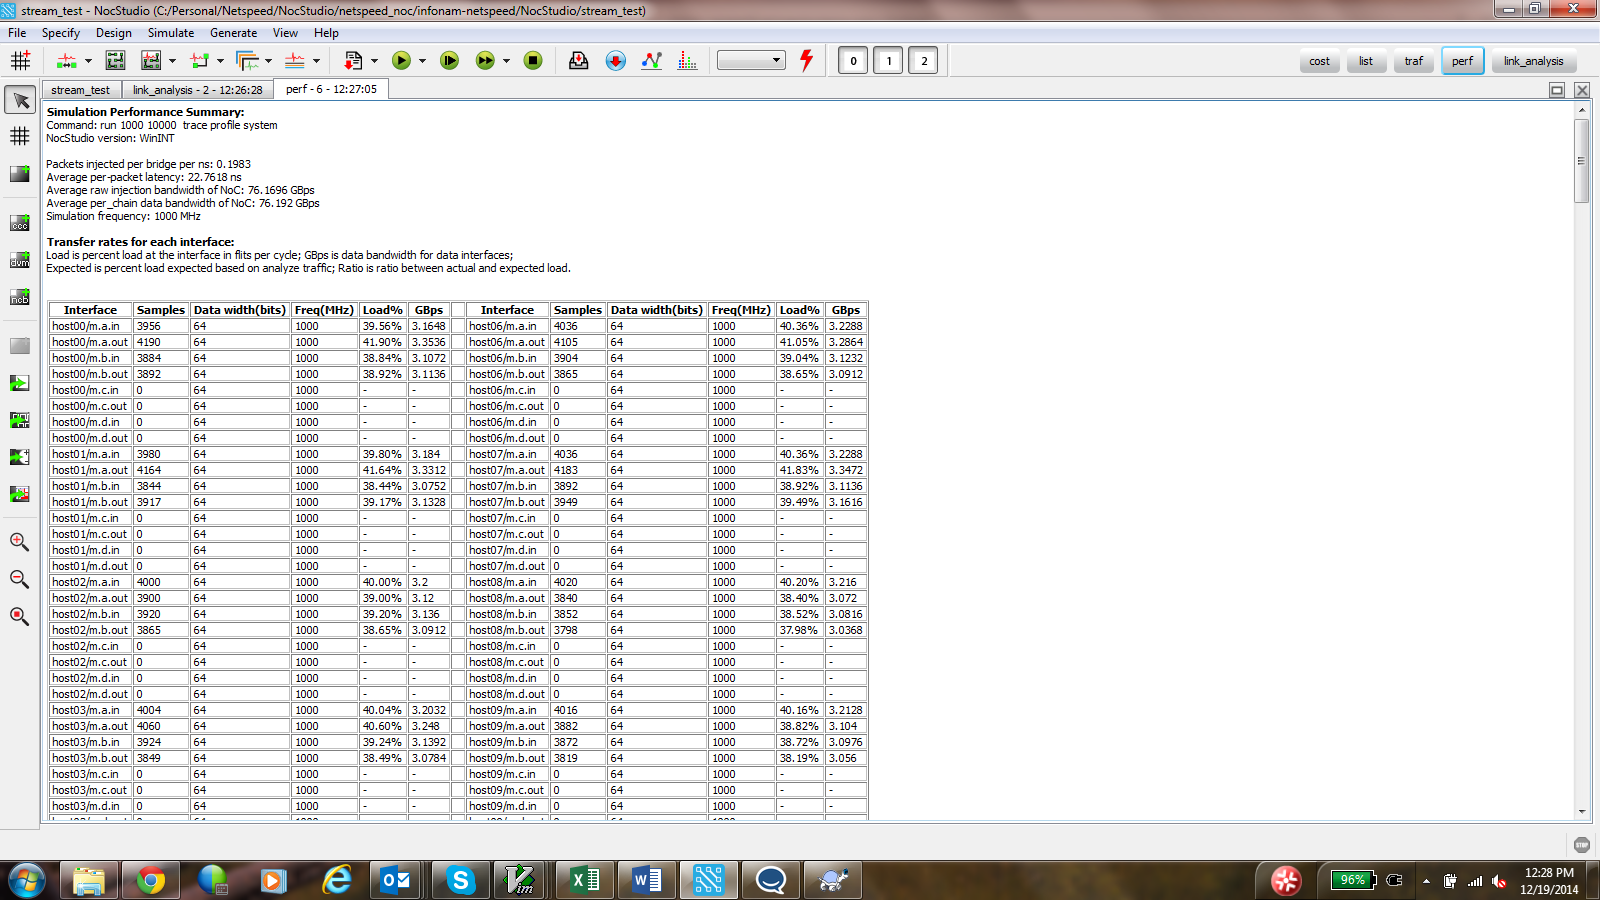 stream_test - NocStudio (C:/Personal/Netspeed/NocStudio/netspeed_noc/infonam-netspeed/NocStudio/stream_test)
File Specify Design Simulate Generate View Help
0 1 2 cost list traf perf link_analysis
stream_test link_analysis - 2 - 12:26:28 perf - 6 - 12:27:05
Simulation Performance Summary:
Command: run 1000 10000 trace profile system
NocStudio version: WinINT
Packets injected per bridge per ns: 0.1983
Average per-packet latency: 22.7618 ns
Average raw injection bandwidth of NoC: 76.1696 GBps
Average per_chain data bandwidth of NoC: 76.192 GBps
Simulation frequency: 1000 MHz
Transfer rates for each interface:
Load is percent load at the interface in flits per cycle; GBps is data bandwidth for data interfaces;
Expected is percent load expected based on analyze traffic; Ratio is ratio between actual and expected load.
Interface Samples Data width(bits) Freq(MHz) Load% GBps Interface Samples Data width(bits) Freq(MHz) Load% GBps
host00/m.a.in 3956 64 1000 39.56% 3.1648 host06/m.a.in 4036 64 1000 40.36% 3.2288
host00/m.a.out 4190 64 1000 41.90% 3.3536 host06/m.a.out 4105 64 1000 41.05% 3.2864
host00/m.b.in 3884 64 1000 38.84% 3.1072 host06/m.b.in 3904 64 1000 39.04% 3.1232
host00/m.b.out 3892 64 1000 38.92% 3.1136 host06/m.b.out 3865 64 1000 38.65% 3.0912
host00/m.c.in 0 64 1000 - - host06/m.c.in 0 64 1000 - -
host00/m.c.out 0 64 1000 - - host06/m.c.out 0 64 1000 - -
host00/m.d.in 0 64 1000 - - host06/m.d.in 0 64 1000 - -
host00/m.d.out 0 64 1000 - - host06/m.d.out 0 64 1000 - -
host01/m.a.in 3980 64 1000 39.80% 3.184 host07/m.a.in 4036 64 1000 40.36% 3.2288
host01/m.a.out 4164 64 1000 41.64% 3.3312 host07/m.a.out 4183 64 1000 41.83% 3.3472
host01/m.b.in 3844 64 1000 38.44% 3.0752 host07/m.b.in 3892 64 1000 38.92% 3.1136
host01/m.b.out 3917 64 1000 39.17% 3.1328 host07/m.b.out 3949 64 1000 39.49% 3.1616
host01/m.c.in 0 64 1000 - - host07/m.c.in 0 64 1000 - -
host01/m.c.out 0 64 1000 - - host07/m.c.out 0 64 1000 - -
host01/m.d.in 0 64 1000 - - host07/m.d.in 0 64 1000 - -
host01/m.d.out 0 64 1000 - - host07/m.d.out 0 64 1000 - -
host02/m.a.in 4000 64 1000 40.00% 3.2 host08/m.a.in 4020 64 1000 40.20% 3.216
host02/m.a.out 3900 64 1000 39.00% 3.12 host08/m.a.out 3840 64 1000 38.40% 3.072
host02/m.b.in 3920 64 1000 39.20% 3.136 host08/m.b.in 3852 64 1000 38.52% 3.0816
host02/m.b.out 3865 64 1000 38.65% 3.0912 host08/m.b.out 3798 64 1000 37.98% 3.0368
host02/m.c.in 0 64 1000 - - host08/m.c.in 0 64 1000 - -
host02/m.c.out 0 64 1000 - - host08/m.c.out 0 64 1000 - -
host02/m.d.in 0 64 1000 - - host08/m.d.in 0 64 1000 - -
host02/m.d.out 0 64 1000 - - host08/m.d.out 0 64 1000 - -
host03/m.a.in 4004 64 1000 40.04% 3.2032 host09/m.a.in 4016 64 1000 40.16% 3.2128
host03/m.a.out 4060 64 1000 40.60% 3.248 host09/m.a.out 3882 64 1000 38.82% 3.104
host03/m.b.in 3924 64 1000 39.24% 3.1392 host09/m.b.in 3872 64 1000 38.72% 3.0976
host03/m.b.out 3849 64 1000 38.49% 3.0784 host09/m.b.out 3819 64 1000 38.19% 3.056
host03/m.c.in 0 64 1000 - - host09/m.c.in 0 64 1000 - -
host03/m.c.out 0 64 1000 - - host09/m.c.out 0 64 1000 - -
host03/m.d.in 0 64 1000 - - host09/m.d.in 0 64 1000 - -
ccc
dvm
ncb
STOP
Vim
96%
12:28 PM
12/19/2014